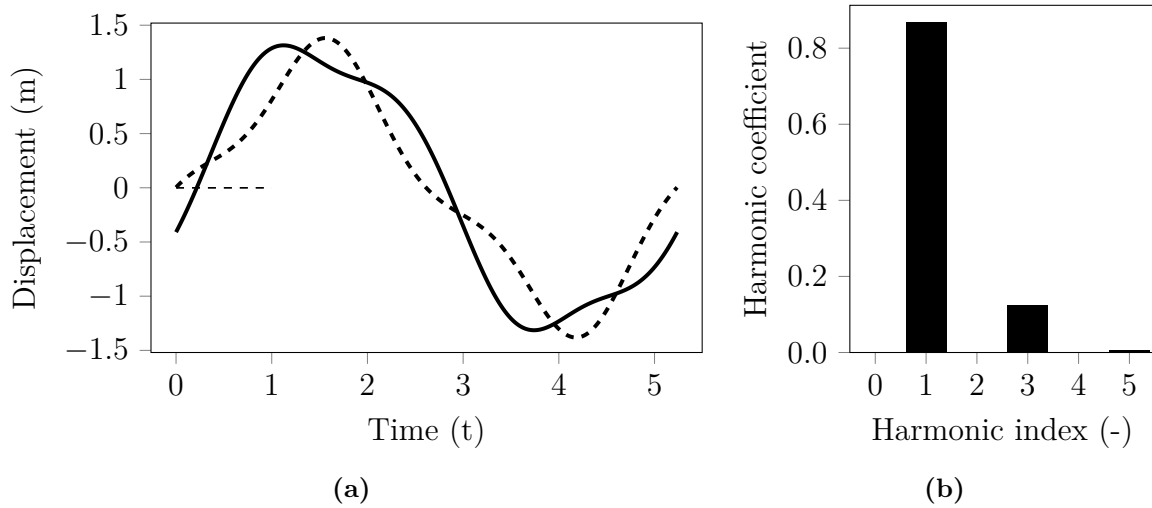 1.5
1
0.5
0
−0.5
−1
−1.5
Displacement (m)
0 1 2 3 4 5
Time (t)
(a)
0.8
0.6
0.4
0.2
0.0
Harmonic coefficient
0 1 2 3 4 5
Harmonic index (-)
(b)